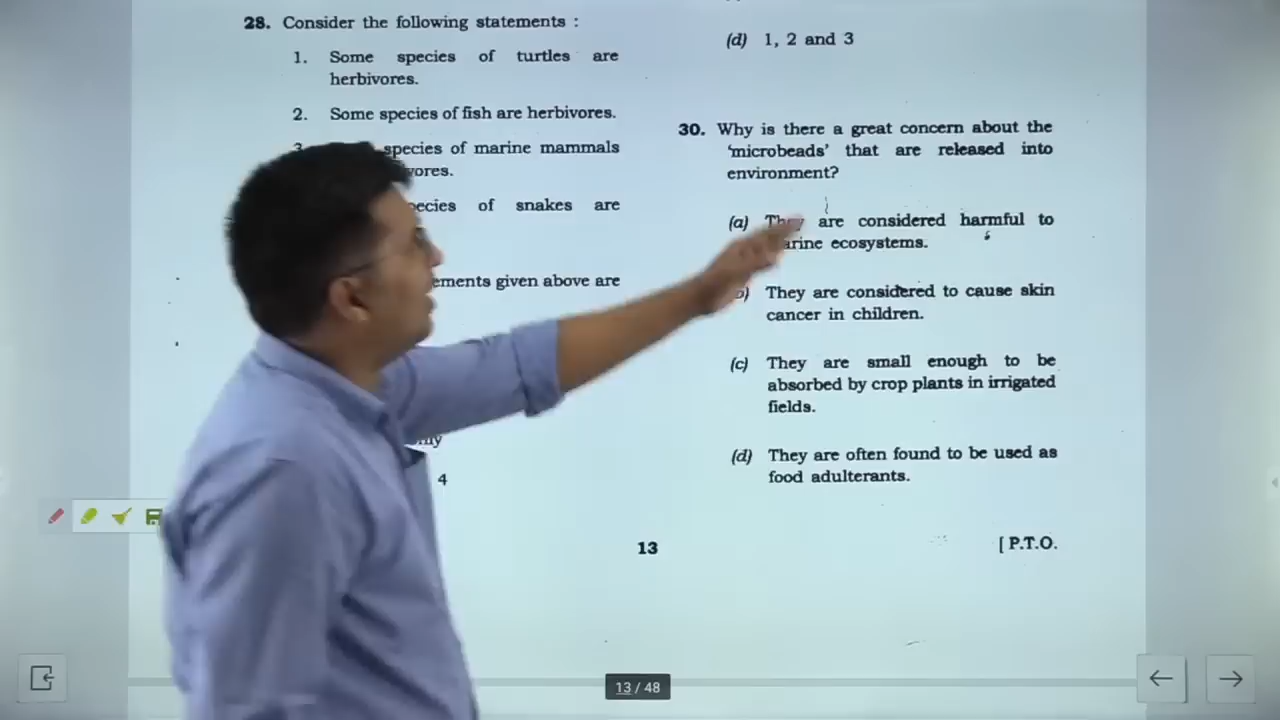 28. Consider the following statements :
1. Some species of turtles are
herbivores.
2. Some species of fish are herbivores.
species of marine mammals
species of snakes are
given above are
4
(d) 1, 2 and 3
30. Why is there a great concern about the
'microbeads' that are released into
environment?
(a) They are considered harmful to
ecosystems.
They are considered to cause skin
cancer in children.
(c) They are small enough to be
absorbed by crop plants in irrigated
fields.
(d) They are often found to be used as
food adulterants.
13
[ P.T.O.
13 / 48